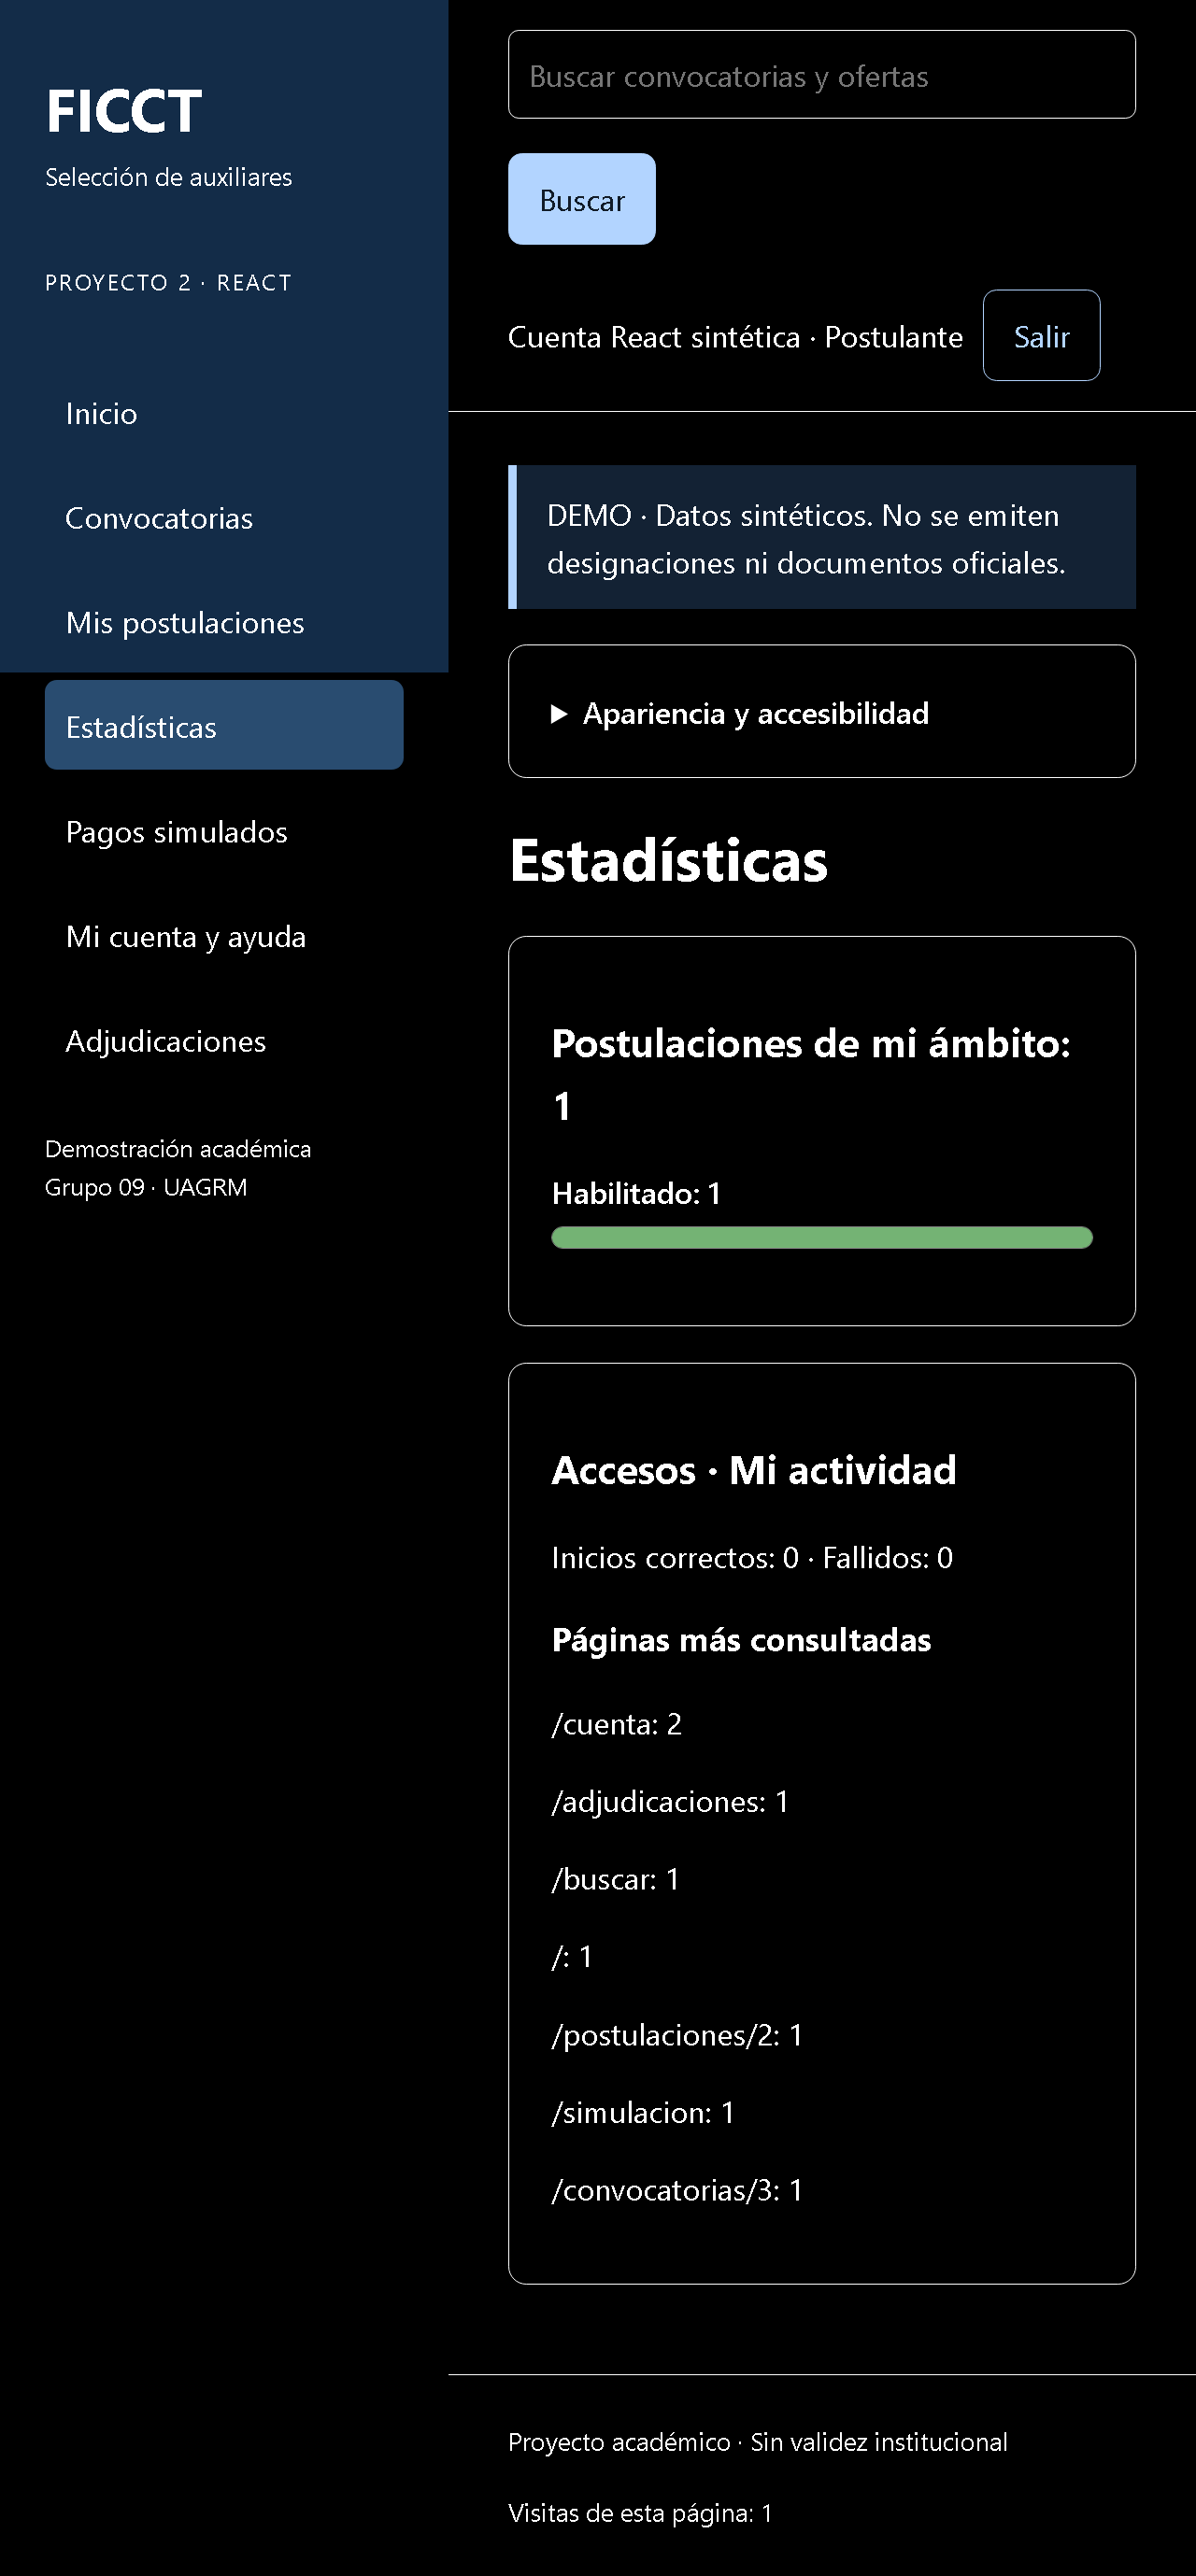 FICCT
Selección de auxiliares
PROYECTO 2 · REACT
Inicio
Convocatorias
Mis postulaciones
Estadísticas
Pagos simulados
Mi cuenta y ayuda
Adjudicaciones
Demostración académica
Grupo 09 · UAGRM
Buscar convocatorias y ofertas
Buscar
Cuenta React sintética · Postulante
Salir
DEMO · Datos sintéticos. No se emiten
designaciones ni documentos oficiales.
Apariencia y accesibilidad
Estadísticas
Postulaciones de mi ámbito:
1
Habilitado: 1
Accesos · Mi actividad
Inicios correctos: 0 · Fallidos: 0
Páginas más consultadas
/cuenta: 2
/adjudicaciones: 1
/buscar: 1
/: 1
/postulaciones/2: 1
/simulacion: 1
/convocatorias/3: 1
Proyecto académico · Sin validez institucional
Visitas de esta página: 1